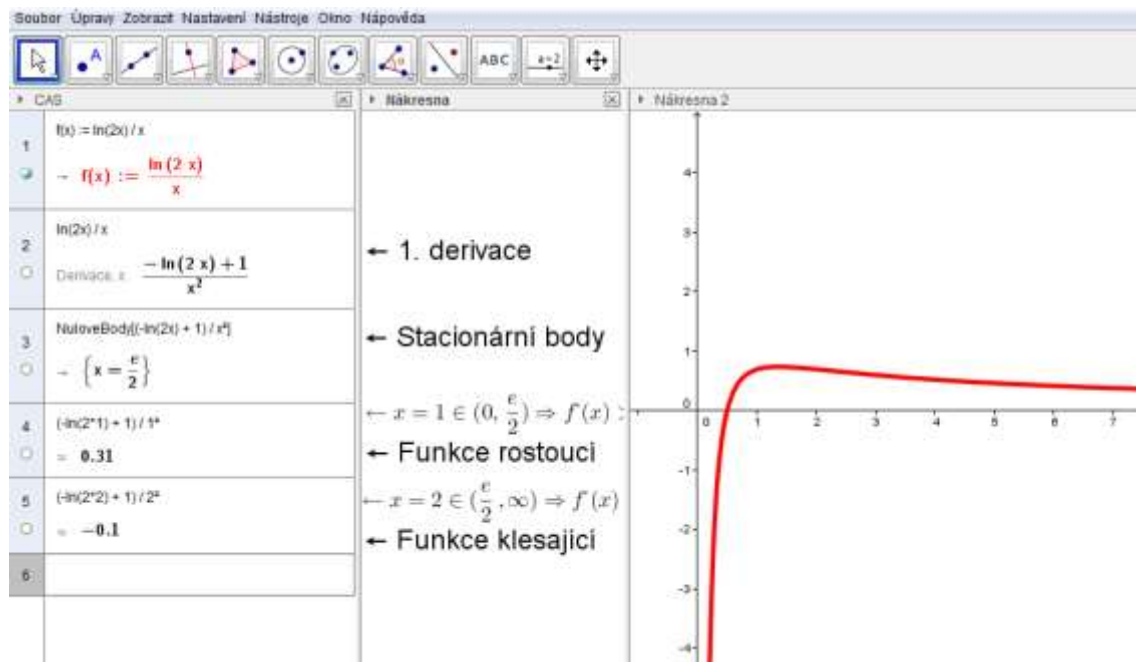 Soubor Úpravy Zobrazit Nastavení Nástroje Okno Nápověda
A
ABC
a=2
CAS
Nákresna
Nákresna 2
1
f(x) := ln(2x) / x
→ f(x) := ln (2 x) / x
2
ln(2x) / x
Derivace, x: (−ln (2 x) + 1) / x²
← 1. derivace
3
NuloveBody[(-ln(2x) + 1) / x²]
→ {x = e/2}
← Stacionární body
4
(-ln(2*1) + 1) / 1²
≈ 0.31
← x = 1 ∈ (0, e/2) ⇒ f'(x) >
← Funkce rostoucí
5
(-ln(2*2) + 1) / 2²
≈ −0.1
← x = 2 ∈ (e/2, ∞) ⇒ f'(x)
← Funkce klesající
6
4
3
2
1
0
-1
-2
-3
-4
0 1 2 3 4 5 6 7